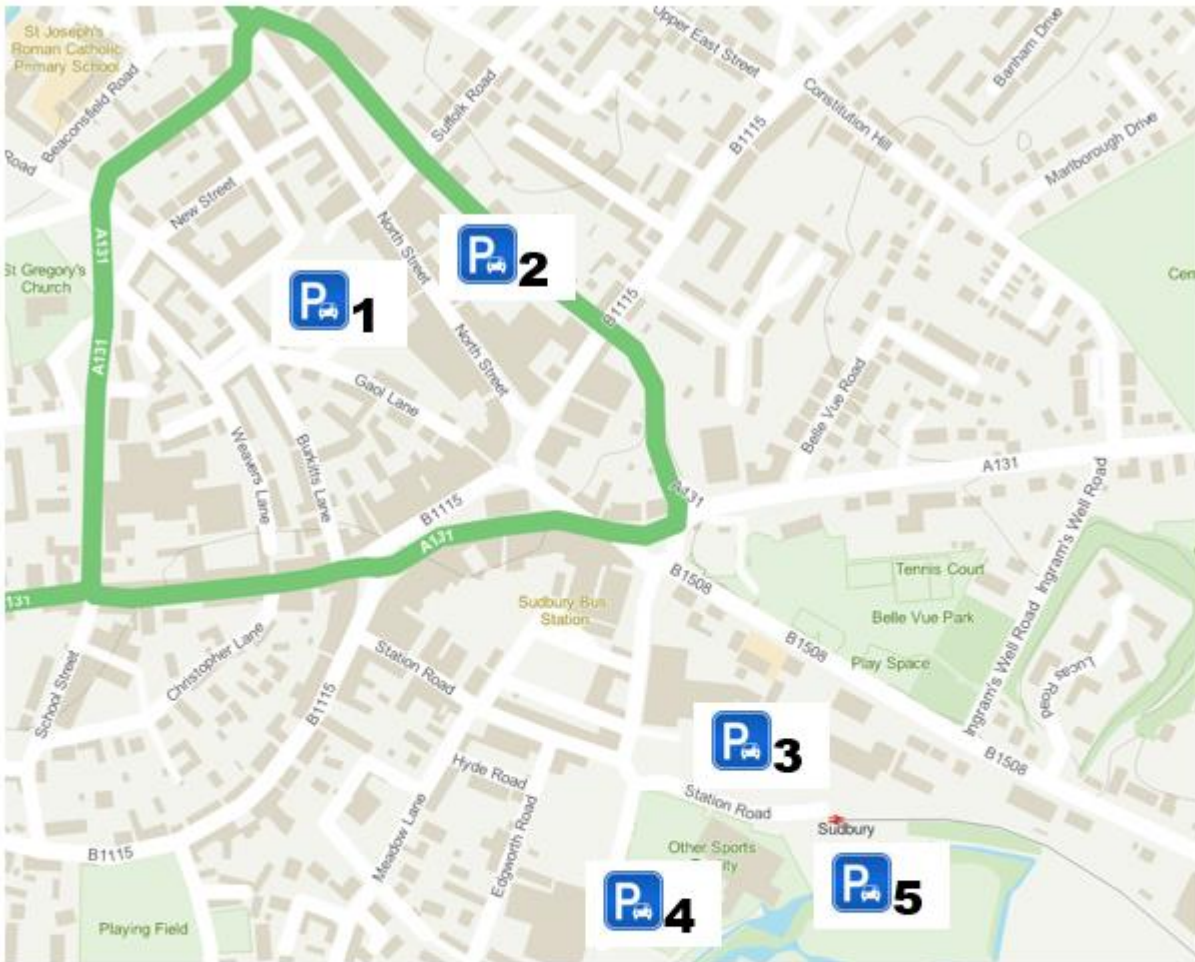 St Joseph's
Roman Catholic
Primary School
Beaconsfield Road
Road
Upper East Street
Banham Drive
Constitution Hill
Marlborough Drive
Suffolk Road
B1115
New Street
A131
St Gregory's
Church
North Street
P 2
P 1
B1115
A131
North Street
Gaol Lane
Belle Vue Road
Weavers Lane
Burkitts Lane
A131
A131
Ingram's Well Road
B1115
A131
B1508
Tennis Court
Sudbury Bus
Station
Belle Vue Park
131
B1508
Play Space
Ingram's Well Road
Lucas Road
School Street
Christopher Lane
Station Road
B1115
P 3
B1508
Hyde Road
Station Road
Sudbury
B1115
Meadow Lane
Edgworth Road
Other Sports
P 4
P 5
Playing Field